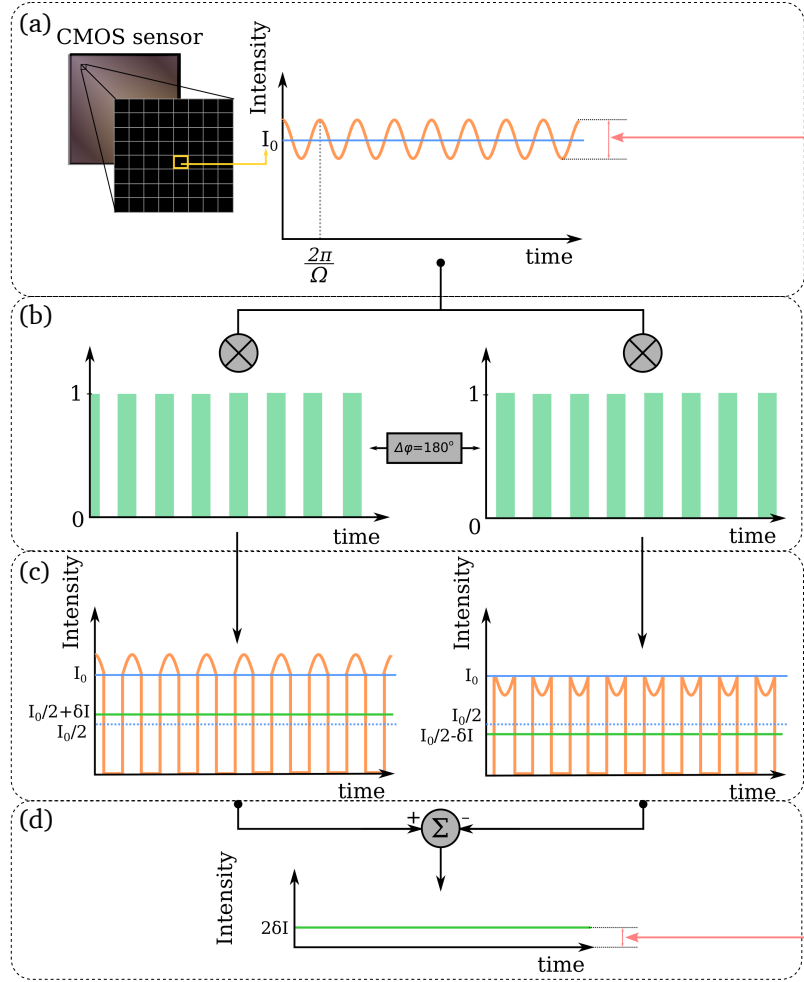 (a)
CMOS sensor
Intensity
I₀
2π
Ω
time
(b)
1
0
time
Δφ=180°
1
0
time
(c)
Intensity
I₀
I₀/2+δI
I₀/2
time
Intensity
I₀
I₀/2
I₀/2-δI
time
(d)
+
Σ
–
Intensity
2δI
time